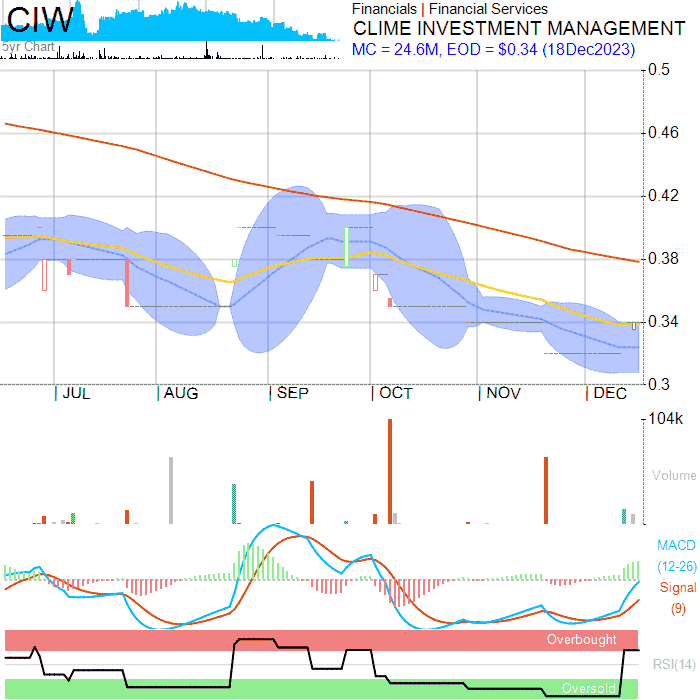 CIW
5yr Chart
Financials | Financial Services
CLIME INVESTMENT MANAGEMENT
MC = 24.6M, EOD = $0.34 (18Dec2023)
0.5
0.46
0.42
0.38
0.34
0.3
JUL AUG SEP OCT NOV DEC
104k
Volume
MACD
(12-26)
Signal
(9)
Overbought
RSI(14)
Oversold